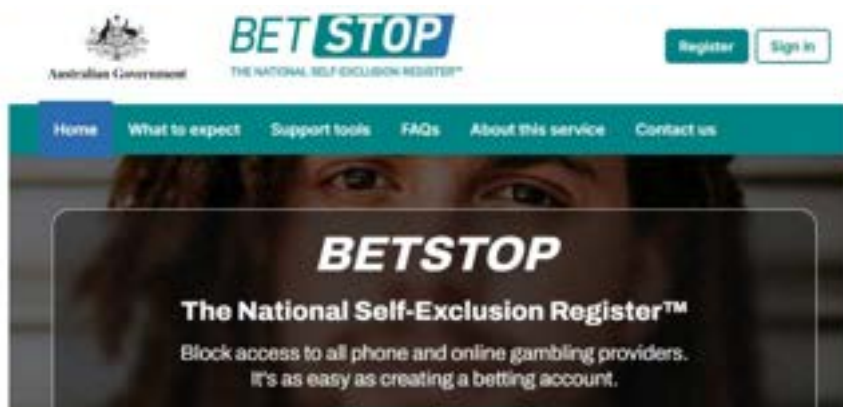 Australian Government
BETSTOP
THE NATIONAL SELF-EXCLUSION REGISTER™
Register
Sign in
Home
What to expect
Support tools
FAQs
About this service
Contact us
BETSTOP
The National Self-Exclusion Register™
Block access to all phone and online gambling providers.
It's as easy as creating a betting account.